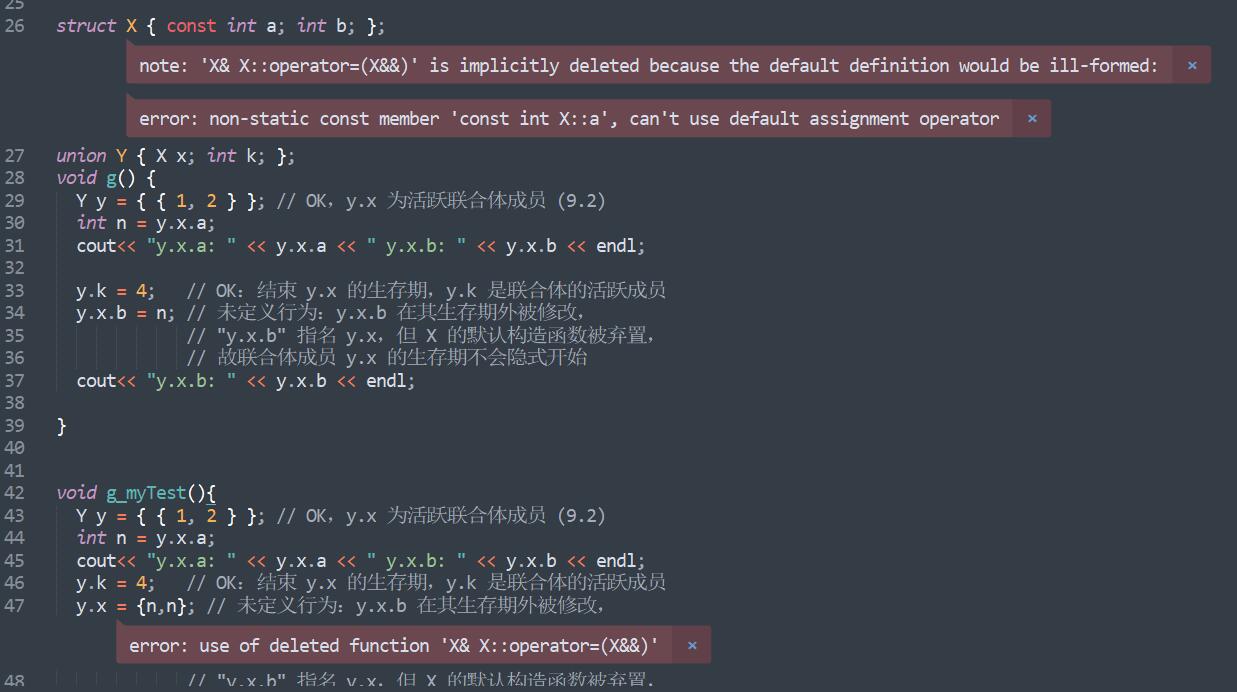 25
26 struct X { const int a; int b; };
note: 'X& X::operator=(X&&)' is implicitly deleted because the default definition would be ill-formed: ×
error: non-static const member 'const int X::a', can't use default assignment operator ×
27 union Y { X x; int k; };
28 void g() {
29 Y y = { { 1, 2 } }; // OK，y.x 为活跃联合体成员 (9.2)
30 int n = y.x.a;
31 cout<< "y.x.a: " << y.x.a << " y.x.b: " << y.x.b << endl;
32
33 y.k = 4; // OK：结束 y.x 的生存期，y.k 是联合体的活跃成员
34 y.x.b = n; // 未定义行为：y.x.b 在其生存期外被修改，
35 // "y.x.b" 指名 y.x，但 X 的默认构造函数被弃置，
36 // 故联合体成员 y.x 的生存期不会隐式开始
37 cout<< "y.x.b: " << y.x.b << endl;
38
39 }
40
41
42 void g_myTest(){
43 Y y = { { 1, 2 } }; // OK，y.x 为活跃联合体成员 (9.2)
44 int n = y.x.a;
45 cout<< "y.x.a: " << y.x.a << " y.x.b: " << y.x.b << endl;
46 y.k = 4; // OK：结束 y.x 的生存期，y.k 是联合体的活跃成员
47 y.x = {n,n}; // 未定义行为：y.x.b 在其生存期外被修改，
error: use of deleted function 'X& X::operator=(X&&)' ×
48 // "y.x.b" 指名 y.x，但 X 的默认构造函数被弃置，